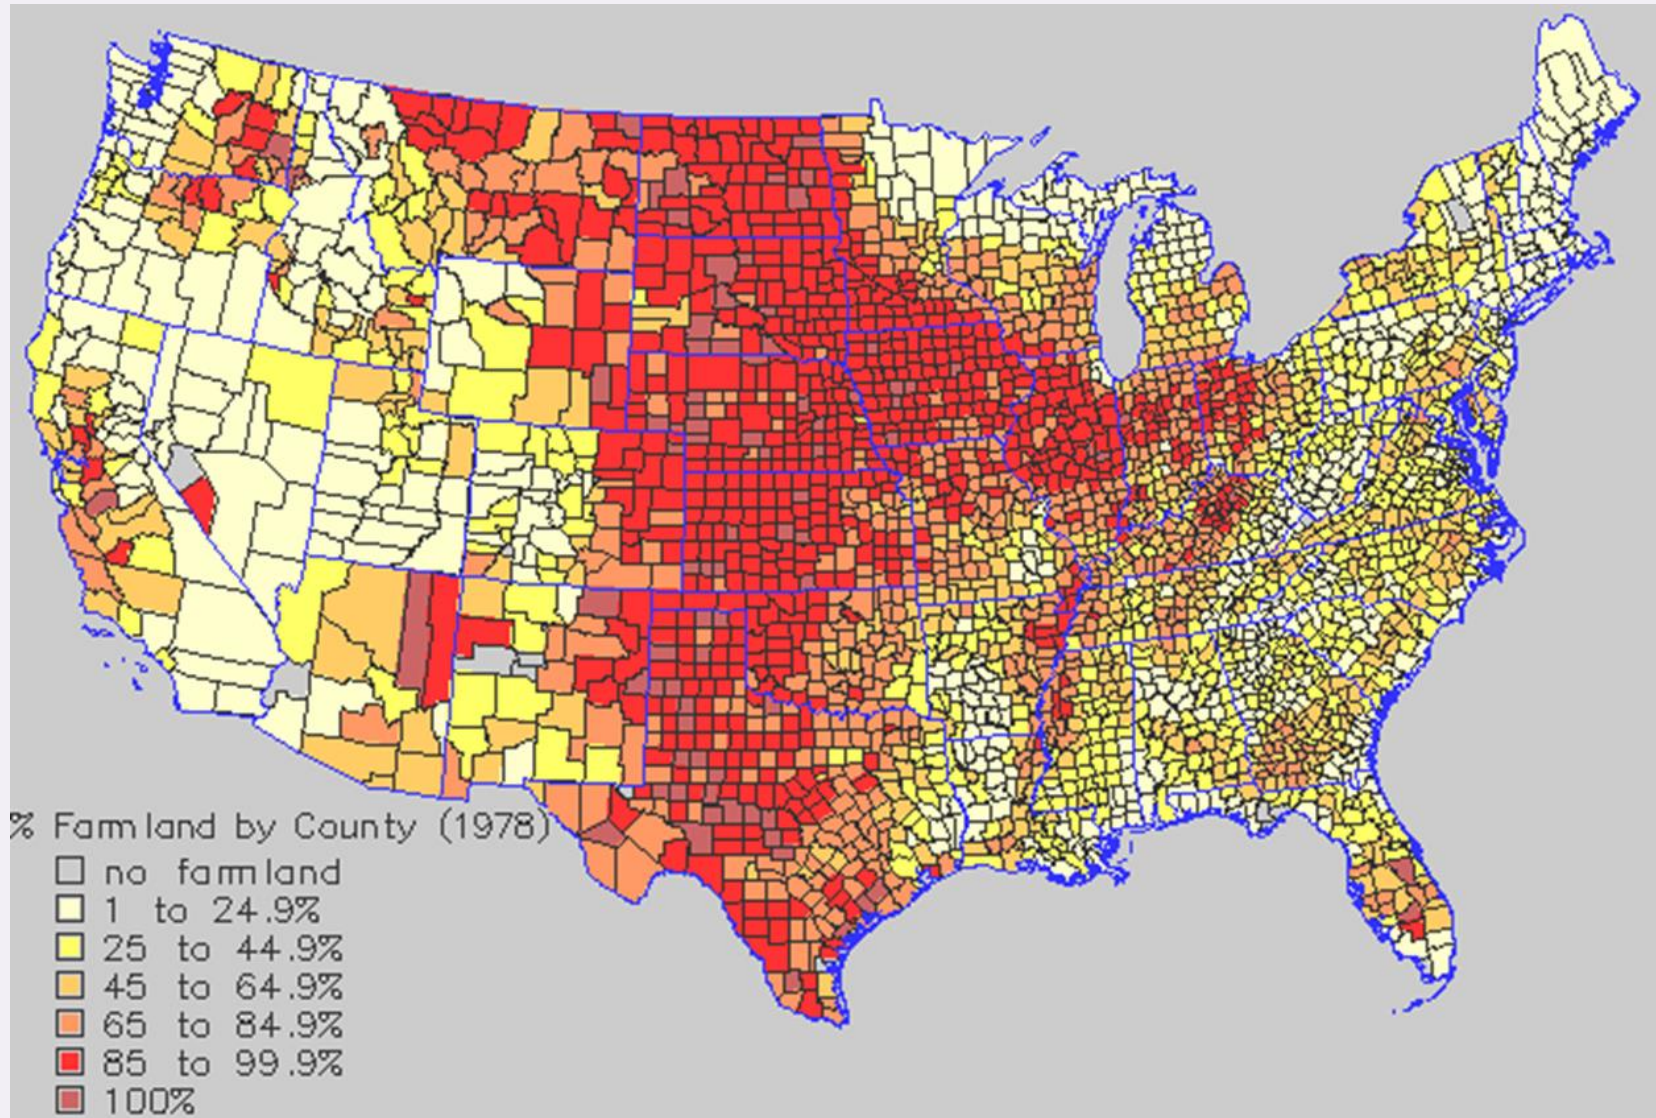 % Farmland by County (1978)
no farmland
1 to 24.9%
25 to 44.9%
45 to 64.9%
65 to 84.9%
85 to 99.9%
100%